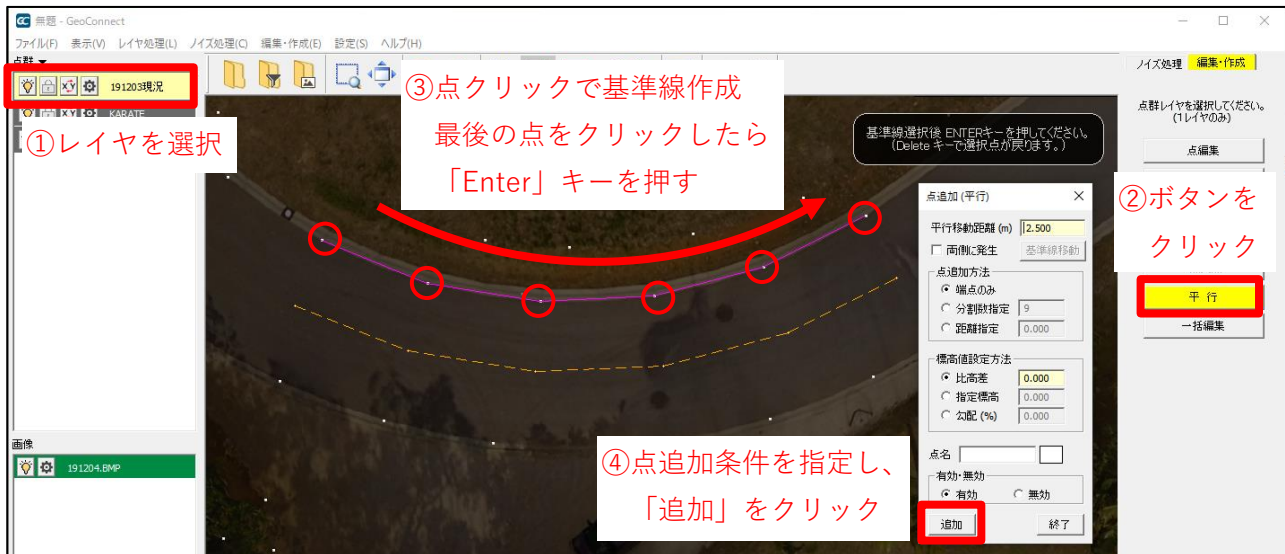 無題 - GeoConnect
ファイル(F) 表示(V) レイヤ処理(L) ノイズ処理(C) 編集・作成(E) 設定(S) ヘルプ(H)
点群
191203現況
KARATE
①レイヤを選択
③点クリックで基準線作成
最後の点をクリックしたら
「Enter」キーを押す
基準線選択後 ENTERキーを押してください。
(Delete キーで選択点が戻ります。)
ノイズ処理 編集・作成
点群レイヤを選択してください。
(1レイヤのみ)
点編集
②ボタンを
クリック
平 行
一括編集
点追加 (平行)
平行移動距離 (m) 2.500
両側に発生 基準線移動
点追加方法
端点のみ
分割数指定 9
距離指定 0.000
標高値設定方法
比高差 0.000
指定標高 0.000
勾配 (%) 0.000
点名
有効・無効
有効 無効
追加 終了
④点追加条件を指定し、
「追加」をクリック
画像
191204.BMP